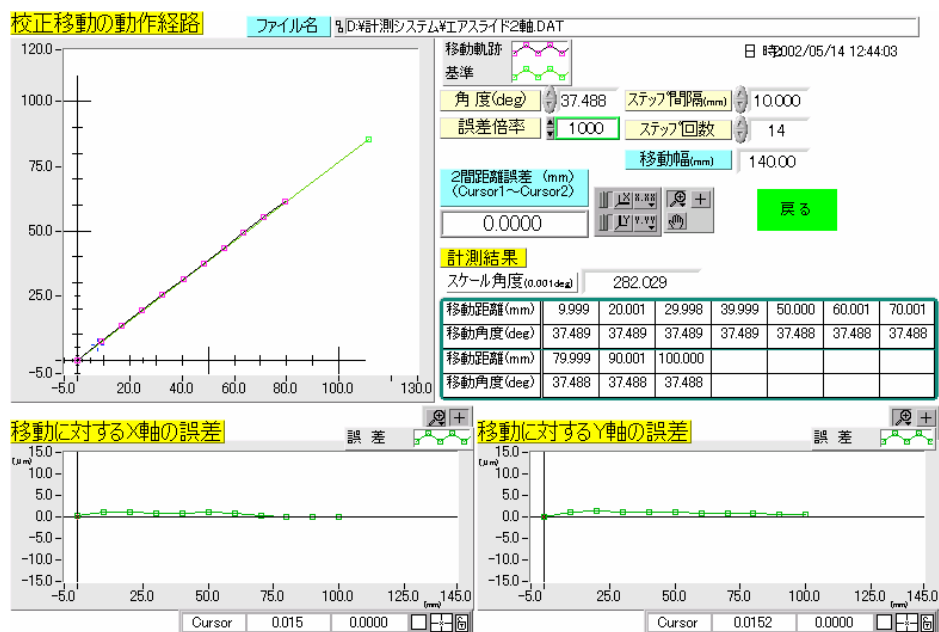 校正移動の動作経路
ファイル名 D:¥計測システム¥エアスライド2軸.DAT
移動軌跡
基準
日 時 2002/05/14 12:44:03
角 度(deg) 37.488 ステップ間隔(mm) 10.000
誤差倍率 1000 ステップ回数 14
移動幅(mm) 140.00
2間距離誤差 (mm)
(Cursor1～Cursor2)
0.0000
X X.XX
Y Y.YY
戻る
計測結果
スケール角度(0.001deg) 282.029
移動距離(mm) 9.999 20.001 29.998 39.999 50.000 60.001 70.001
移動角度(deg) 37.489 37.489 37.489 37.489 37.488 37.488 37.488
移動距離(mm) 79.999 90.001 100.000
移動角度(deg) 37.488 37.488 37.488
120.0
100.0
75.0
50.0
25.0
-5.0
-5.0 20.0 40.0 60.0 80.0 100.0 130.0
移動に対するX軸の誤差
誤 差
(μm)
15.0
10.0
5.0
0.0
-5.0
-10.0
-15.0
-5.0 25.0 50.0 75.0 100.0 125.0 145.0
(mm)
Cursor 0.015 0.0000
移動に対するY軸の誤差
誤 差
(μm)
15.0
10.0
5.0
0.0
-5.0
-10.0
-15.0
-5.0 25.0 50.0 75.0 100.0 125.0 145.0
(mm)
Cursor 0.0152 0.0000